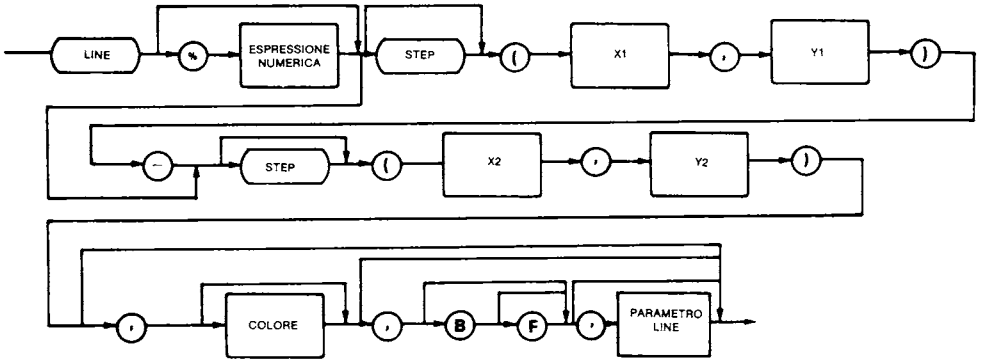 LINE % ESPRESSIONE NUMERICA STEP ( X1 , Y1 )
− STEP ( X2 , Y2 )
, COLORE , B F , PARAMETRO LINE